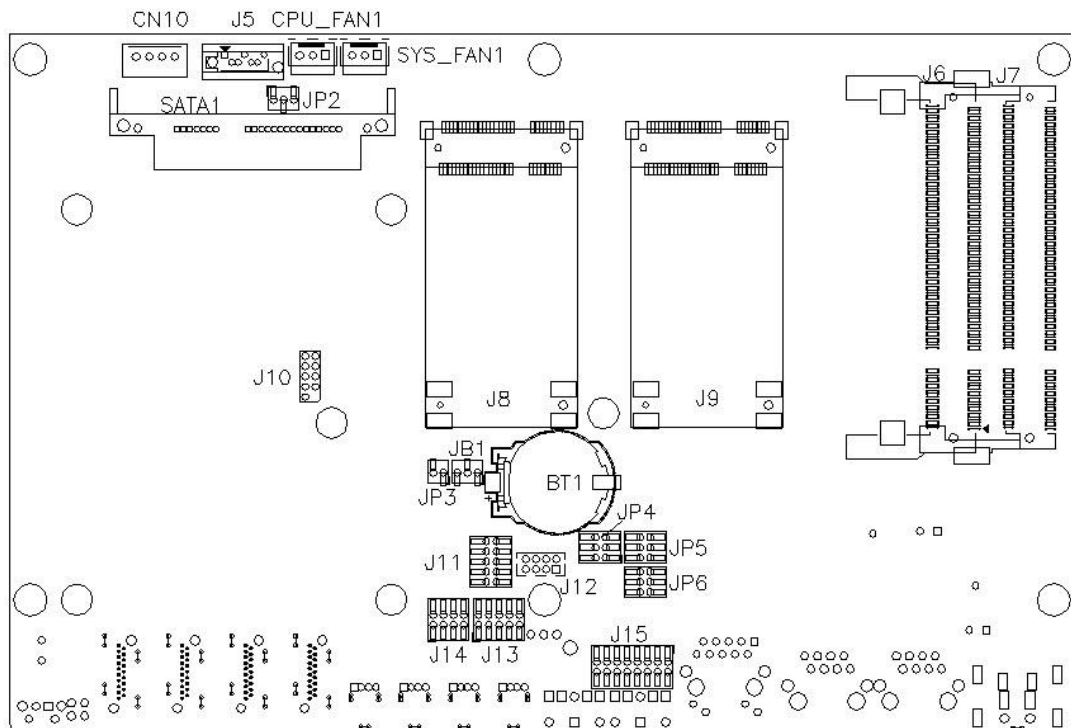 CN10 J5 CPU_FAN1
SYS_FAN1
J6 J7
SATA1 JP2
J10
J8 J9
JB1
JP3 BT1
JP4
J11 JP5
J12 JP6
J14 J13 J15